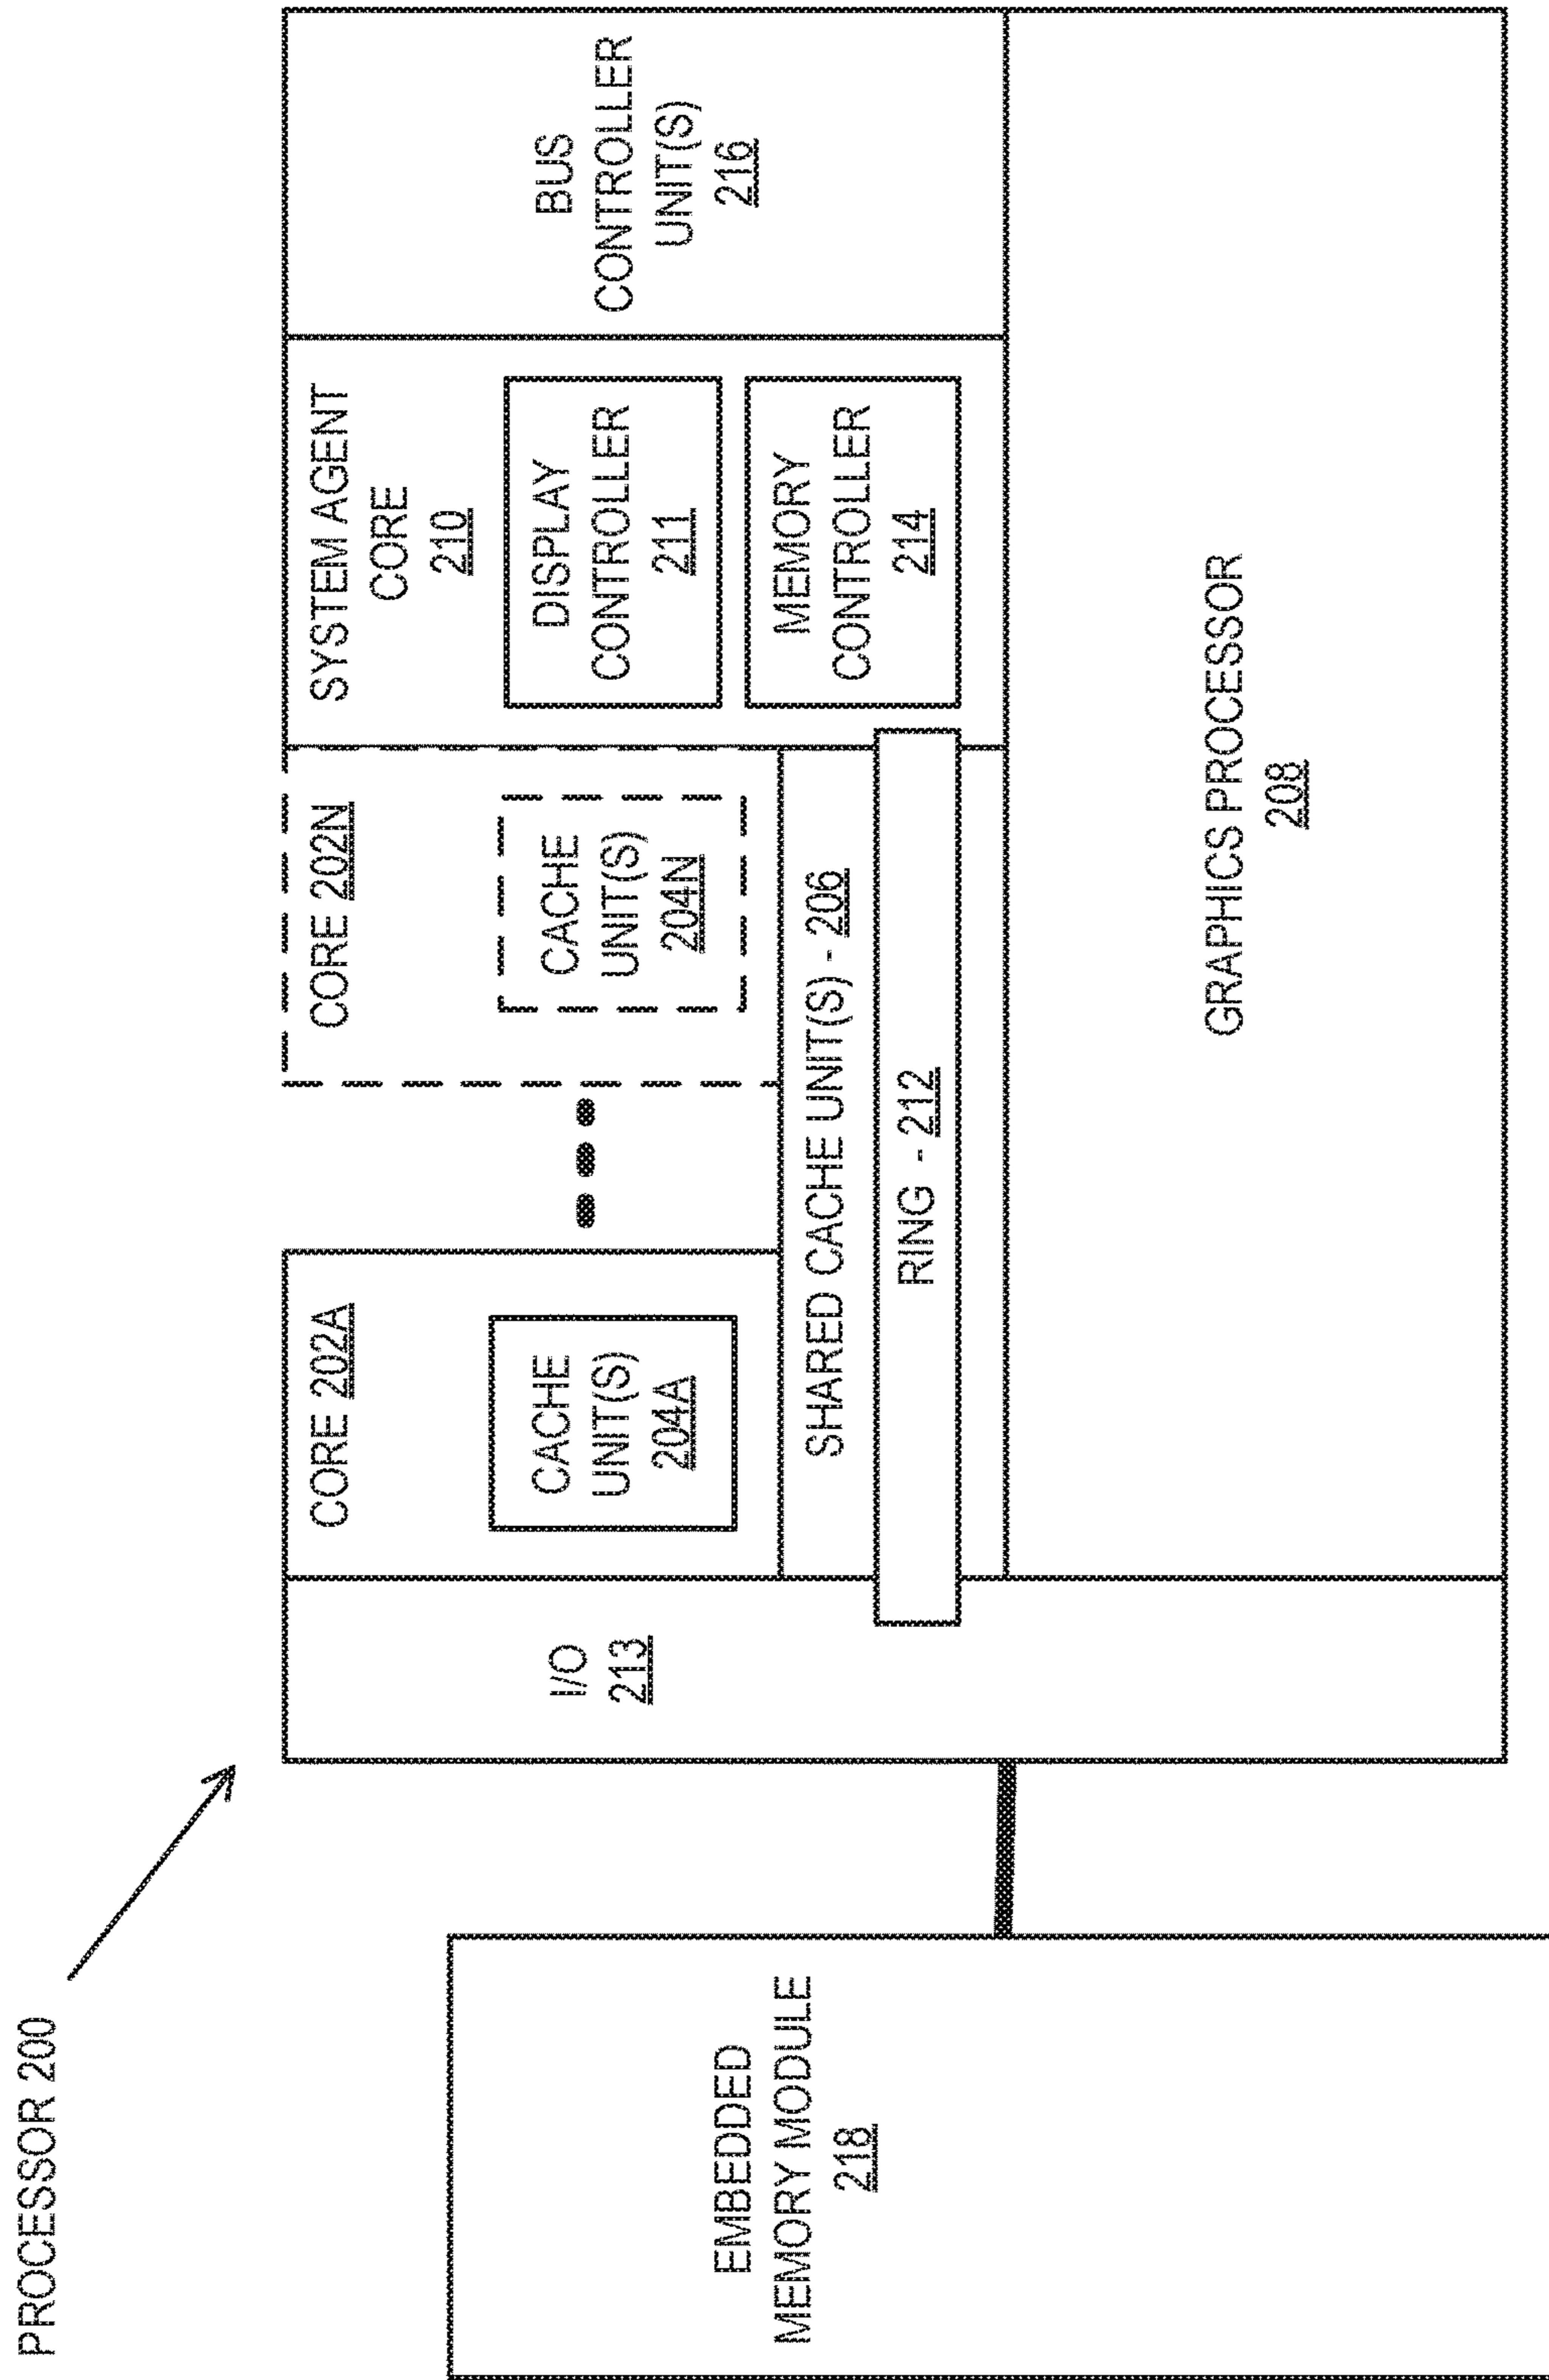 PROCESSOR 200
EMBEDDED
MEMORY MODULE
218
I/O
213
CORE 202A
CACHE
UNIT(S)
204A
CORE 202N
CACHE
UNIT(S)
204N
SHARED CACHE UNIT(S) - 206
RING - 212
SYSTEM AGENT
CORE
210
DISPLAY
CONTROLLER
211
MEMORY
CONTROLLER
214
BUS
CONTROLLER
UNIT(S)
216
GRAPHICS PROCESSOR
208